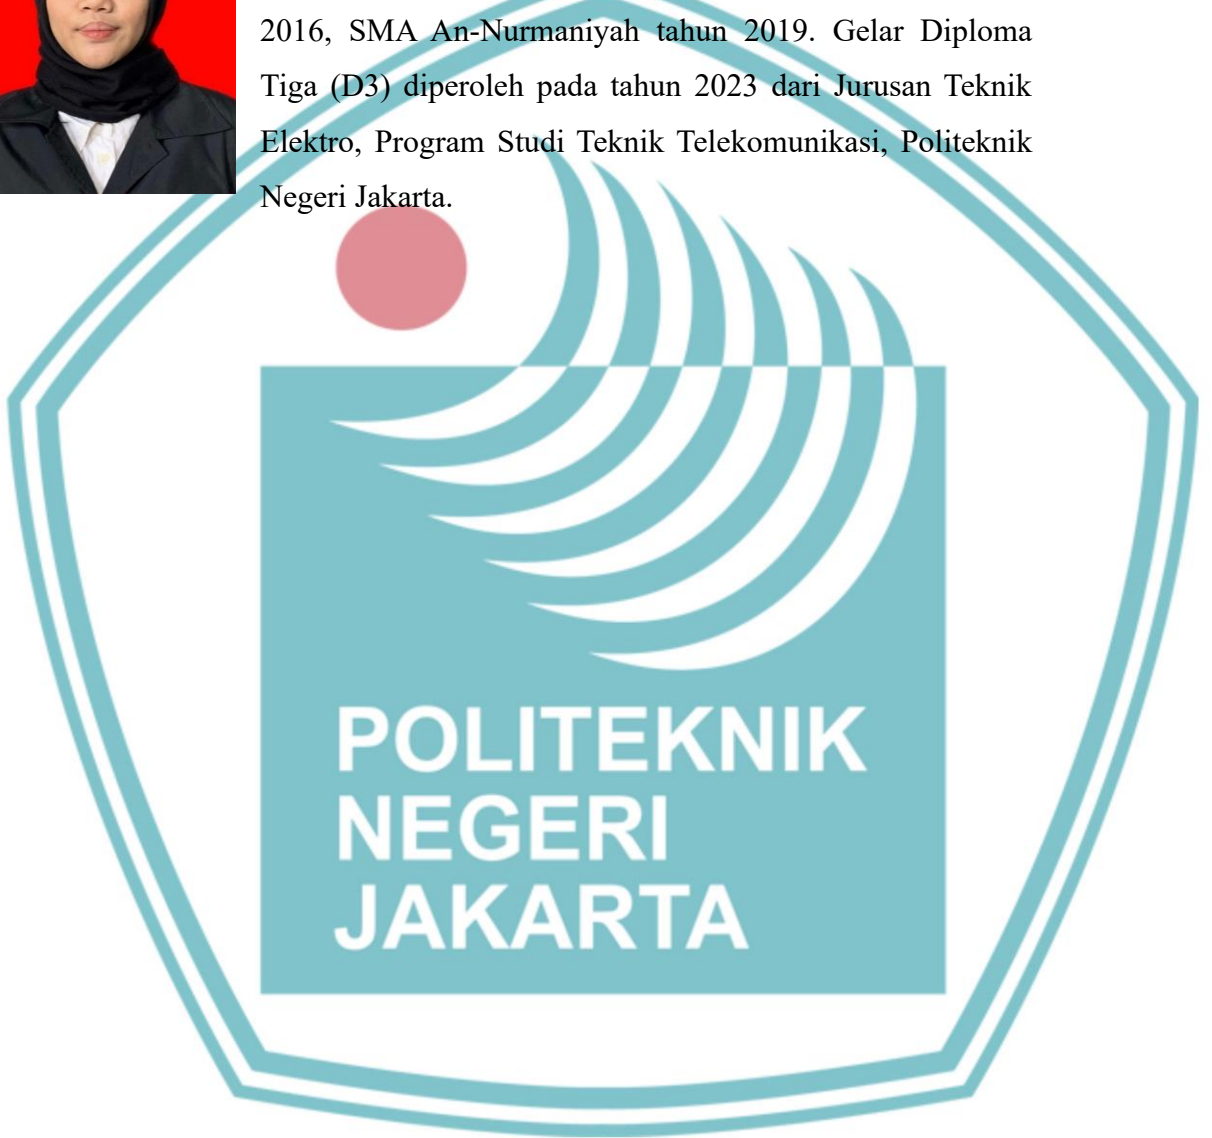 2016, SMA An-Nurmaniyah tahun 2019. Gelar Diploma
Tiga (D3) diperoleh pada tahun 2023 dari Jurusan Teknik
Elektro, Program Studi Teknik Telekomunikasi, Politeknik
Negeri Jakarta.
POLITEKNIK
NEGERI
JAKARTA